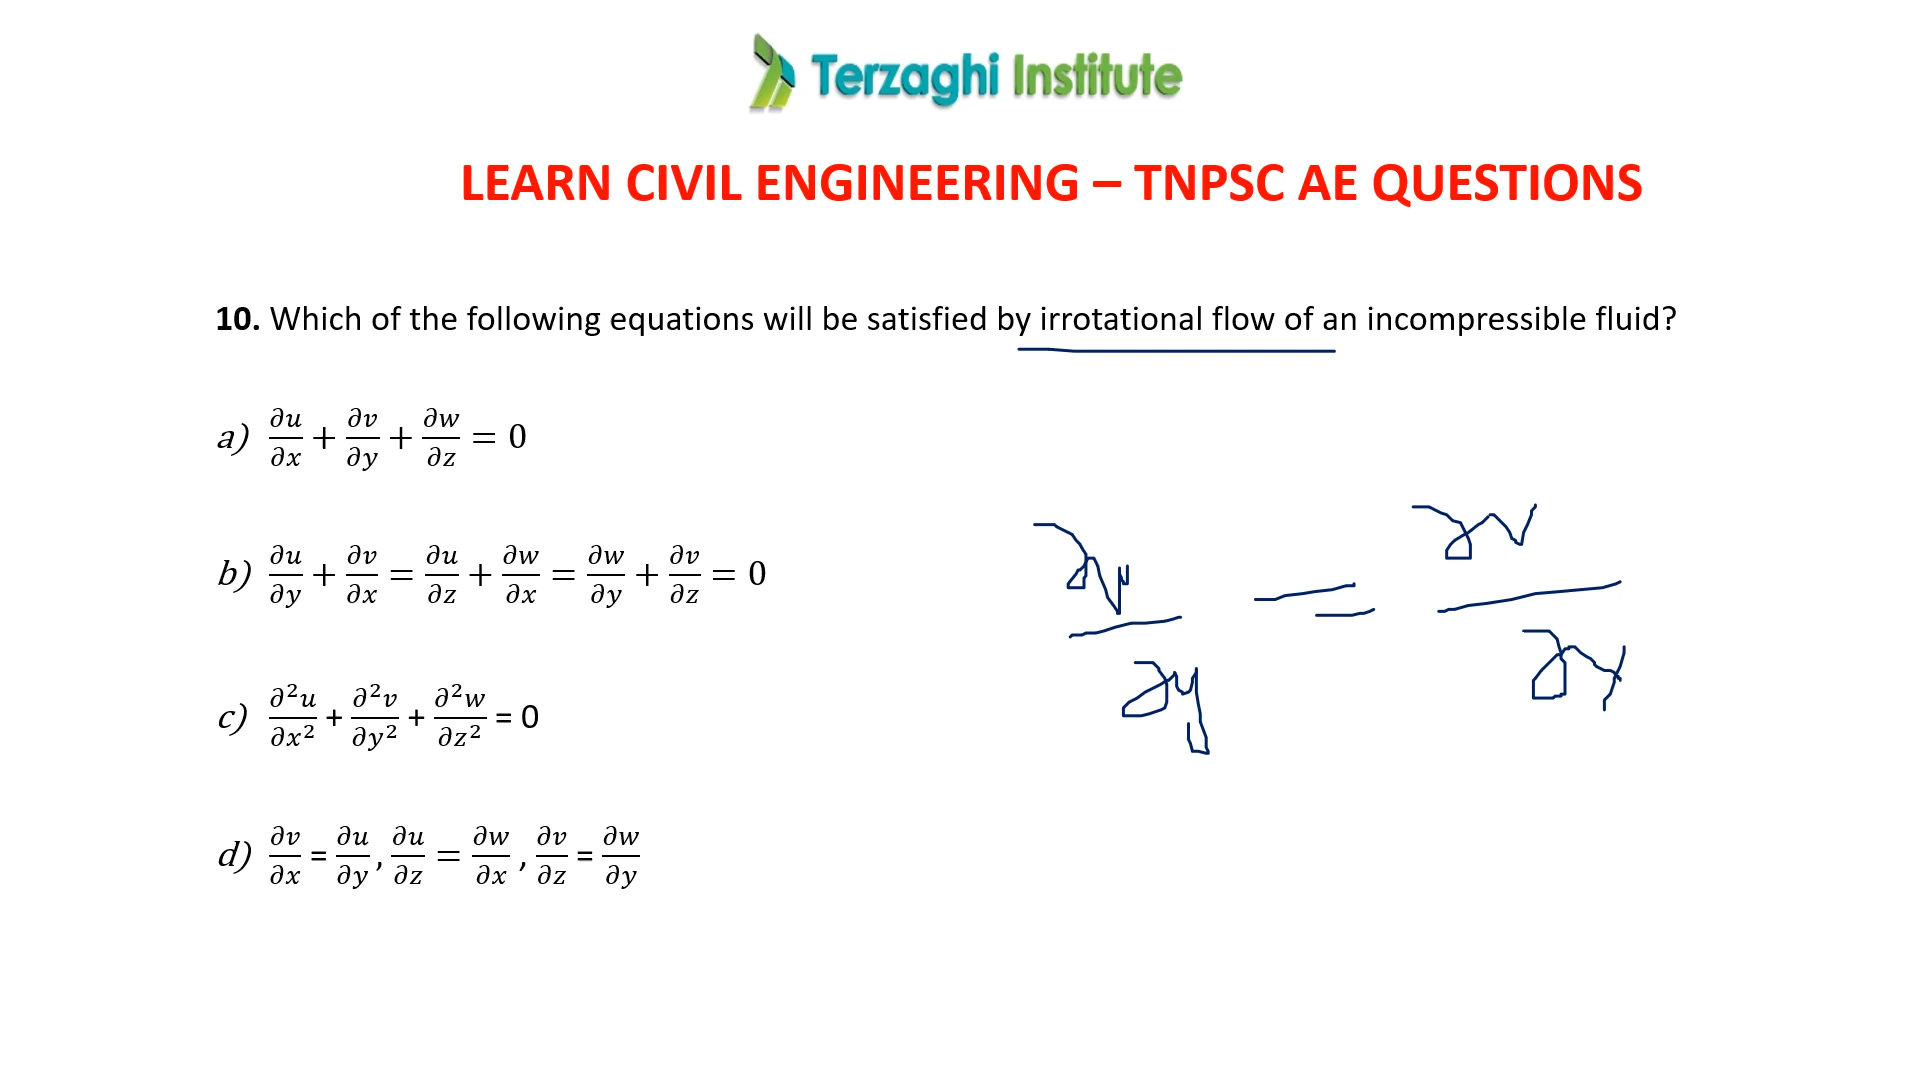 Terzaghi Institute
LEARN CIVIL ENGINEERING – TNPSC AE QUESTIONS
10. Which of the following equations will be satisfied by irrotational flow of an incompressible fluid?
a) ∂u/∂x + ∂v/∂y + ∂w/∂z = 0
b) ∂u/∂y + ∂v/∂x = ∂u/∂z + ∂w/∂x = ∂w/∂y + ∂v/∂z = 0
c) ∂²u/∂x² + ∂²v/∂y² + ∂²w/∂z² = 0
d) ∂v/∂x = ∂u/∂y , ∂u/∂z = ∂w/∂x , ∂v/∂z = ∂w/∂y